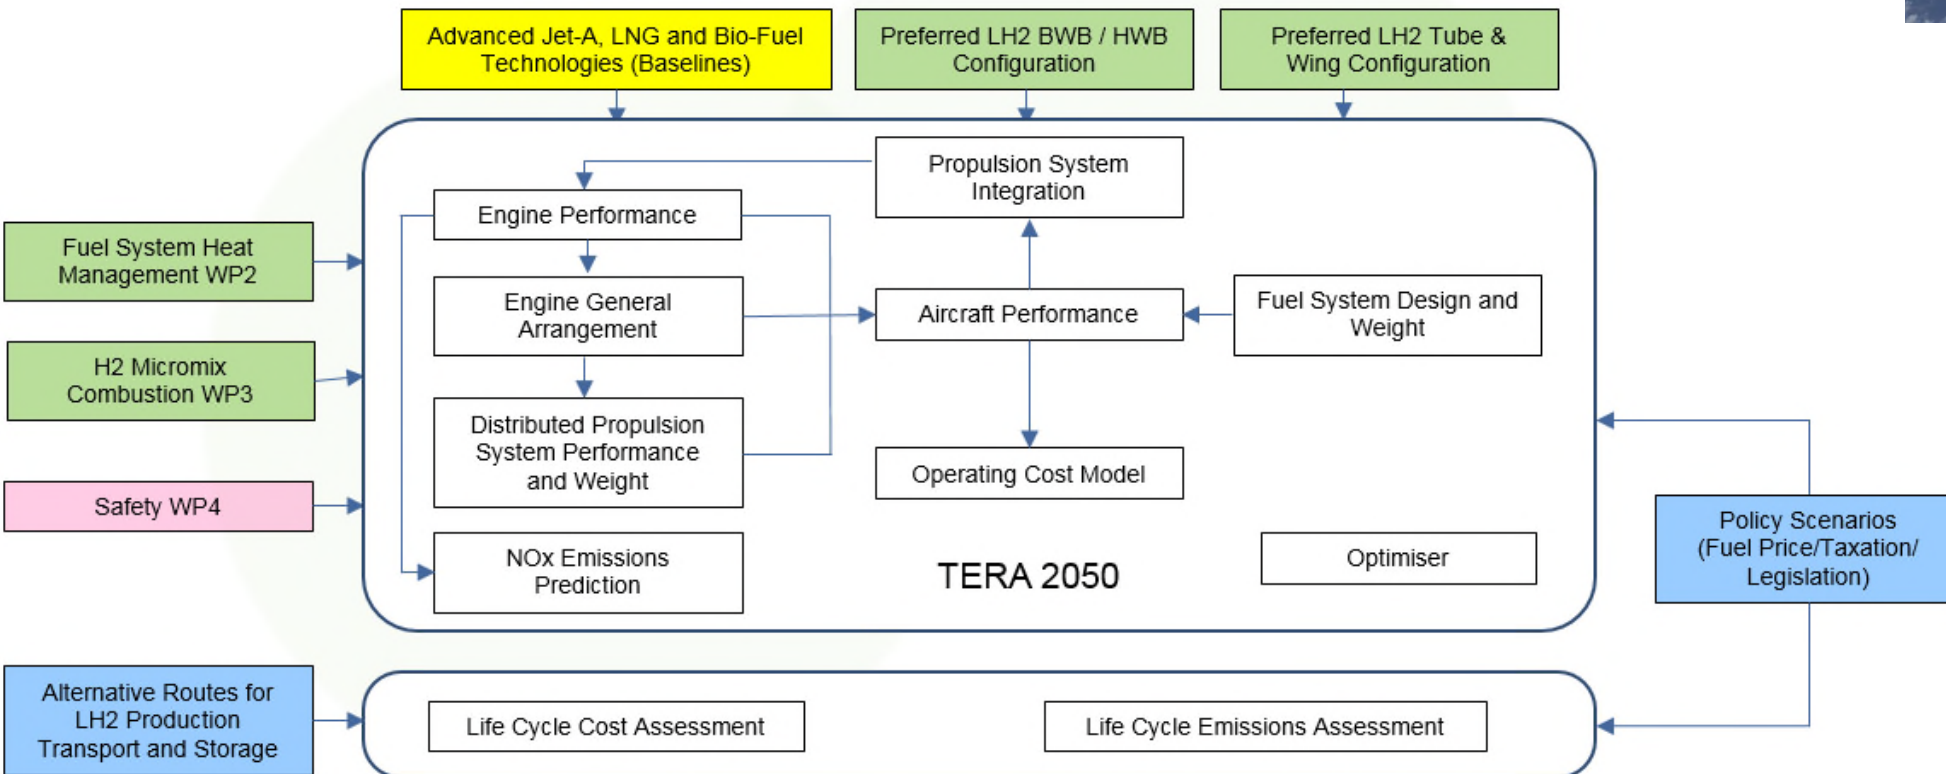 Advanced Jet-A, LNG and Bio-Fuel
Technologies (Baselines)
Preferred LH2 BWB / HWB
Configuration
Preferred LH2 Tube &
Wing Configuration
Propulsion System
Integration
Engine Performance
Fuel System Heat
Management WP2
Engine General
Arrangement
Aircraft Performance
Fuel System Design and
Weight
H2 Micromix
Combustion WP3
Distributed Propulsion
System Performance
and Weight
Operating Cost Model
Safety WP4
NOx Emissions
Prediction
TERA 2050
Optimiser
Policy Scenarios
(Fuel Price/Taxation/
Legislation)
Alternative Routes for
LH2 Production
Transport and Storage
Life Cycle Cost Assessment
Life Cycle Emissions Assessment